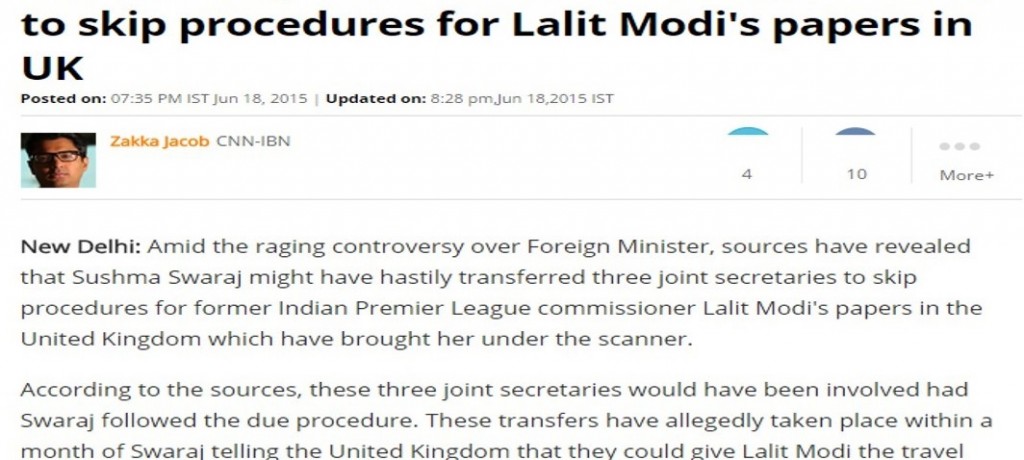 to skip procedures for Lalit Modi's papers in
UK
Posted on: 07:35 PM IST Jun 18, 2015 | Updated on: 8:28 pm,Jun 18,2015 IST
Zakka Jacob CNN-IBN
4
10
More+
New Delhi: Amid the raging controversy over Foreign Minister, sources have revealed
that Sushma Swaraj might have hastily transferred three joint secretaries to skip
procedures for former Indian Premier League commissioner Lalit Modi's papers in the
United Kingdom which have brought her under the scanner.
According to the sources, these three joint secretaries would have been involved had
Swaraj followed the due procedure. These transfers have allegedly taken place within a
month of Swaraj telling the United Kingdom that they could give Lalit Modi the travel